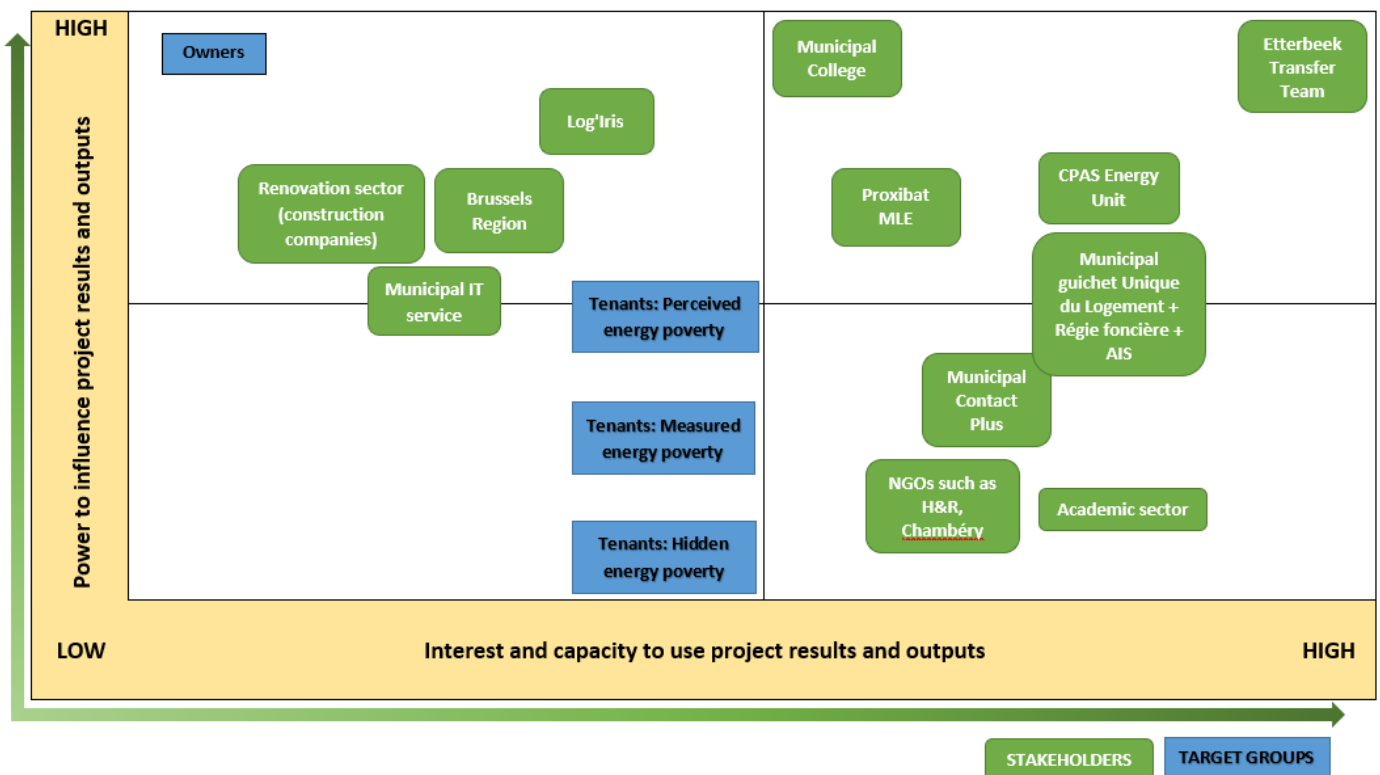 HIGH
Power to influence project results and outputs
Owners
Municipal
College
Etterbeek
Transfer
Team
Log'Iris
Renovation sector
(construction
companies)
Brussels
Region
Proxibat
MLE
CPAS Energy
Unit
Municipal IT
service
Tenants: Perceived
energy poverty
Municipal
guichet Unique
du Logement +
Régie foncière +
AIS
Municipal
Contact
Plus
Tenants: Measured
energy poverty
NGOs such as
H&R,
Chambéry
Academic sector
Tenants: Hidden
energy poverty
LOW
Interest and capacity to use project results and outputs
HIGH
STAKEHOLDERS
TARGET GROUPS